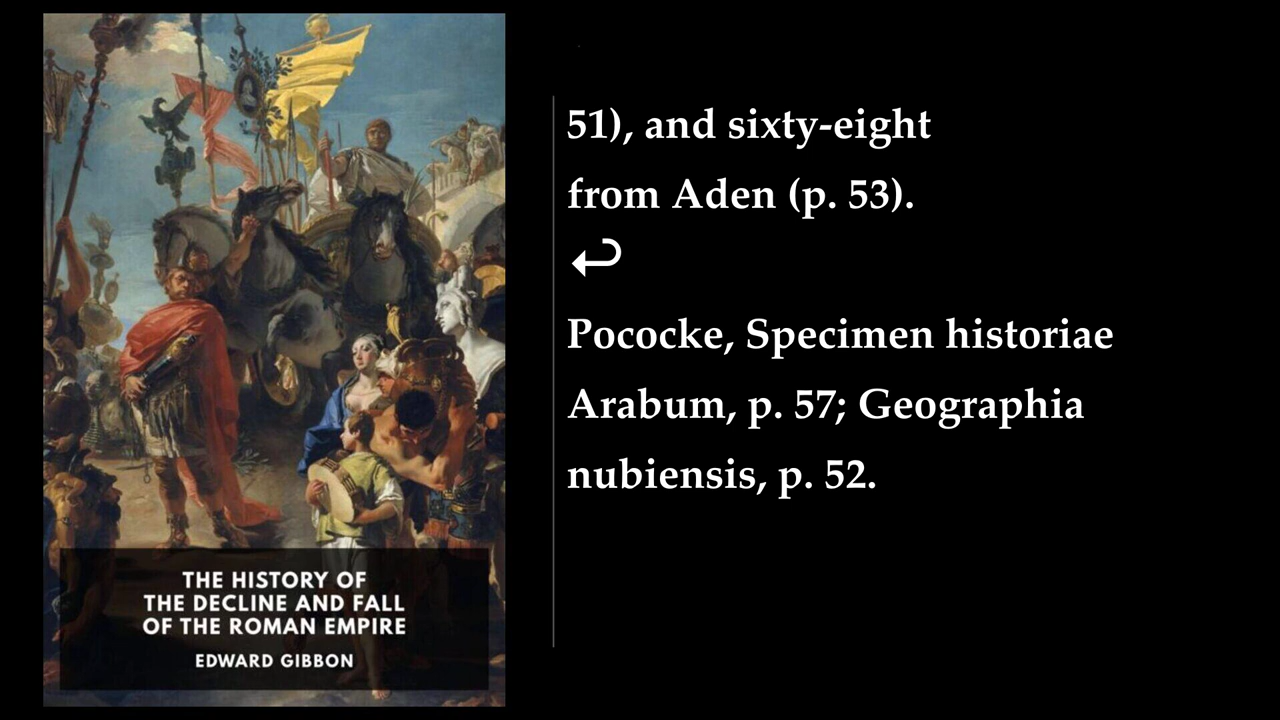 51), and sixty-eight
from Aden (p. 53).
↩
Pococke, Specimen historiae
Arabum, p. 57; Geographia
nubiensis, p. 52.
THE HISTORY OF
THE DECLINE AND FALL
OF THE ROMAN EMPIRE
EDWARD GIBBON